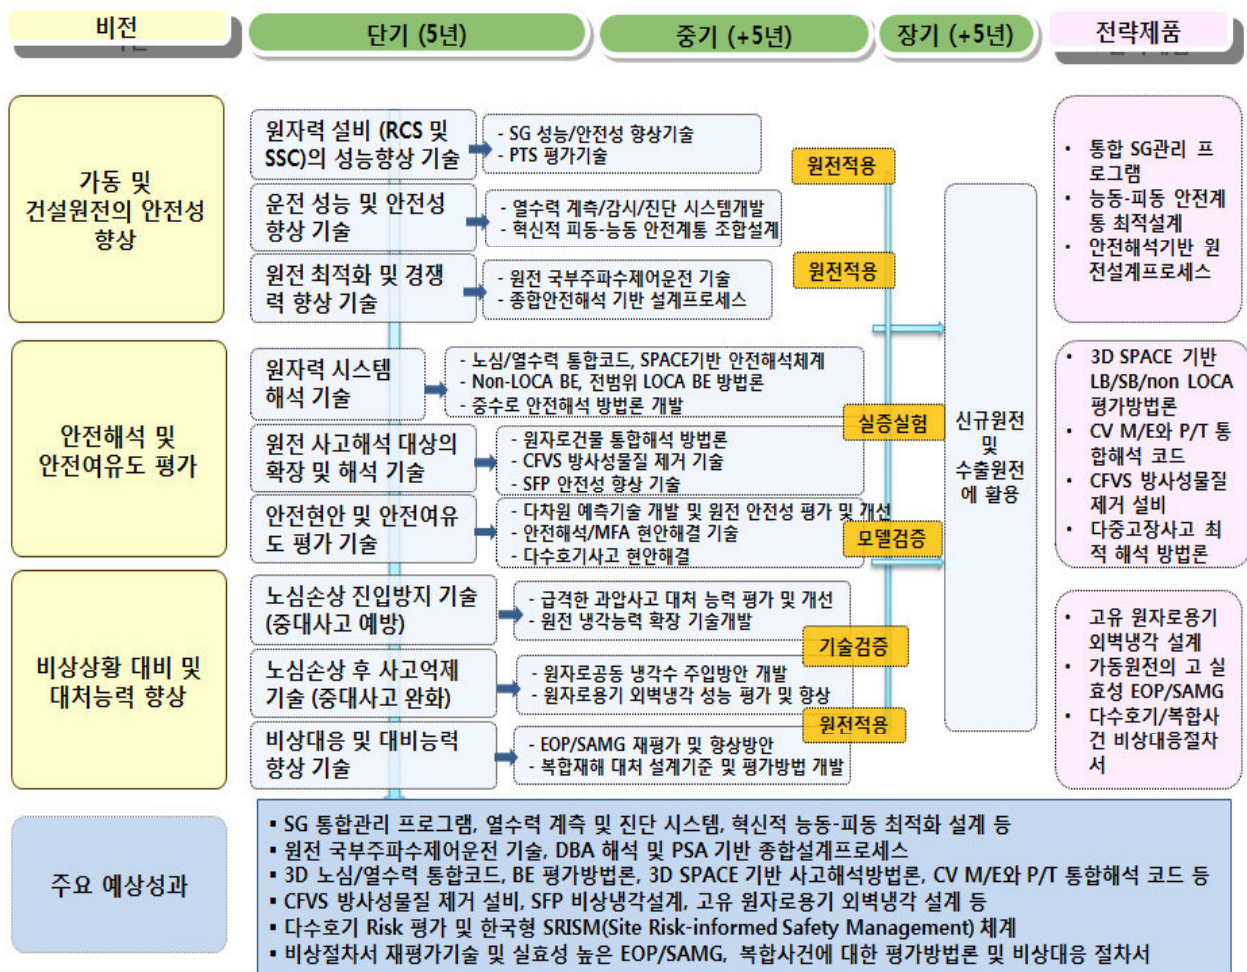 비전
단기 (5년)
중기 (+5년)
장기 (+5년)
전략제품
가동 및
건설원전의 안전성
향상
원자력 설비 (RCS 및
SSC)의 성능향상 기술
- SG 성능/안전성 향상기술
- PTS 평가기술
운전 성능 및 안전성
향상 기술
- 열수력 계측/감시/진단 시스템개발
- 혁신적 피동-능동 안전계통 조합설계
원전 최적화 및 경쟁
력 향상 기술
- 원전 국부주파수제어운전 기술
- 종합안전해석 기반 설계프로세스
원전적용
원전적용
• 통합 SG관리 프
로그램
• 능동-피동 안전계
통 최적설계
• 안전해석기반 원
전설계프로세스
안전해석 및
안전여유도 평가
원자력 시스템
해석 기술
- 노심/열수력 통합코드, SPACE기반 안전해석체계
- Non-LOCA BE, 전범위 LOCA BE 방법론
- 중수로 안전해석 방법론 개발
원전 사고해석 대상의
확장 및 해석 기술
- 원자로건물 통합해석 방법론
- CFVS 방사성물질 제거 기술
- SFP 안전성 향상 기술
안전현안 및 안전여유
도 평가 기술
- 다차원 예측기술 개발 및 원전 안전성 평가 및 개선
- 안전해석/MFA 현안해결 기술
- 다수호기사고 현안해결
실증실험
모델검증
신규원전
및
수출원전
에 활용
• 3D SPACE 기반
LB/SB/non LOCA
평가방법론
• CV M/E와 P/T 통
합해석 코드
• CFVS 방사성물질
제거 설비
• 다중고장사고 최
적 해석 방법론
비상상황 대비 및
대처능력 향상
노심손상 진입방지 기술
(중대사고 예방)
- 급격한 과압사고 대처 능력 평가 및 개선
- 원전 냉각능력 확장 기술개발
노심손상 후 사고억제
기술 (중대사고 완화)
- 원자로공동 냉각수 주입방안 개발
- 원자로용기 외벽냉각 성능 평가 및 향상
비상대응 및 대비능력
향상 기술
- EOP/SAMG 재평가 및 향상방안
- 복합재해 대처 설계기준 및 평가방법 개발
기술검증
원전적용
• 고유 원자로용기
외벽냉각 설계
• 가동원전의 고 실
효성 EOP/SAMG
• 다수호기/복합사
건 비상대응절차
서
주요 예상성과
▪ SG 통합관리 프로그램, 열수력 계측 및 진단 시스템, 혁신적 능동-피동 최적화 설계 등
▪ 원전 국부주파수제어운전 기술, DBA 해석 및 PSA 기반 종합설계프로세스
▪ 3D 노심/열수력 통합코드, BE 평가방법론, 3D SPACE 기반 사고해석방법론, CV M/E와 P/T 통합해석 코드 등
▪ CFVS 방사성물질 제거 설비, SFP 비상냉각설계, 고유 원자로용기 외벽냉각 설계 등
▪ 다수호기 Risk 평가 및 한국형 SRISM(Site Risk-informed Safety Management) 체계
▪ 비상절차서 재평가기술 및 실효성 높은 EOP/SAMG, 복합사건에 대한 평가방법론 및 비상대응 절차서